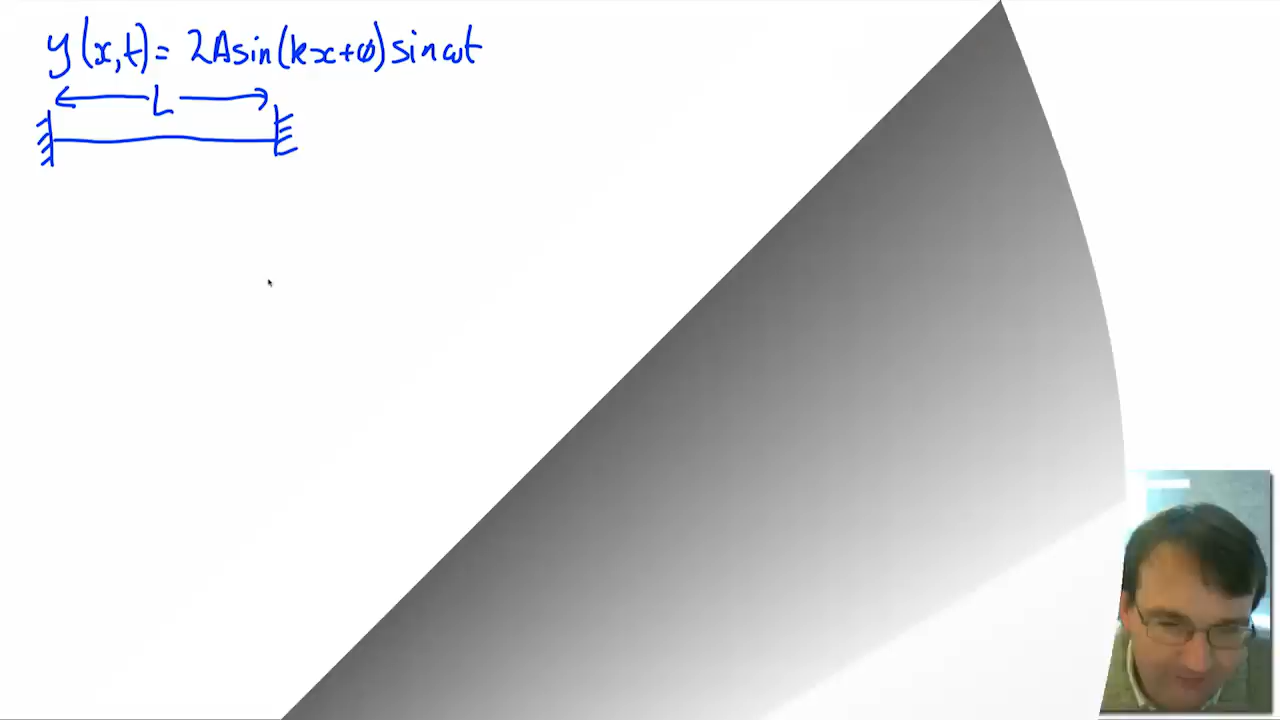 y(x,t) = 2Asin(kx+φ)sinωt
L